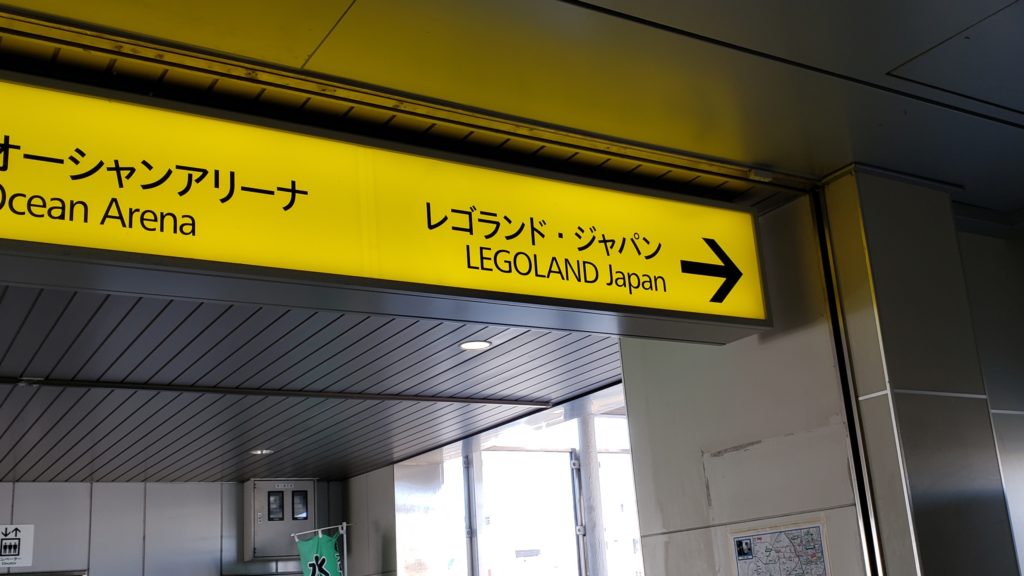 オーシャンアリーナ
Ocean Arena
レゴランド・ジャパン
LEGOLAND Japan
水